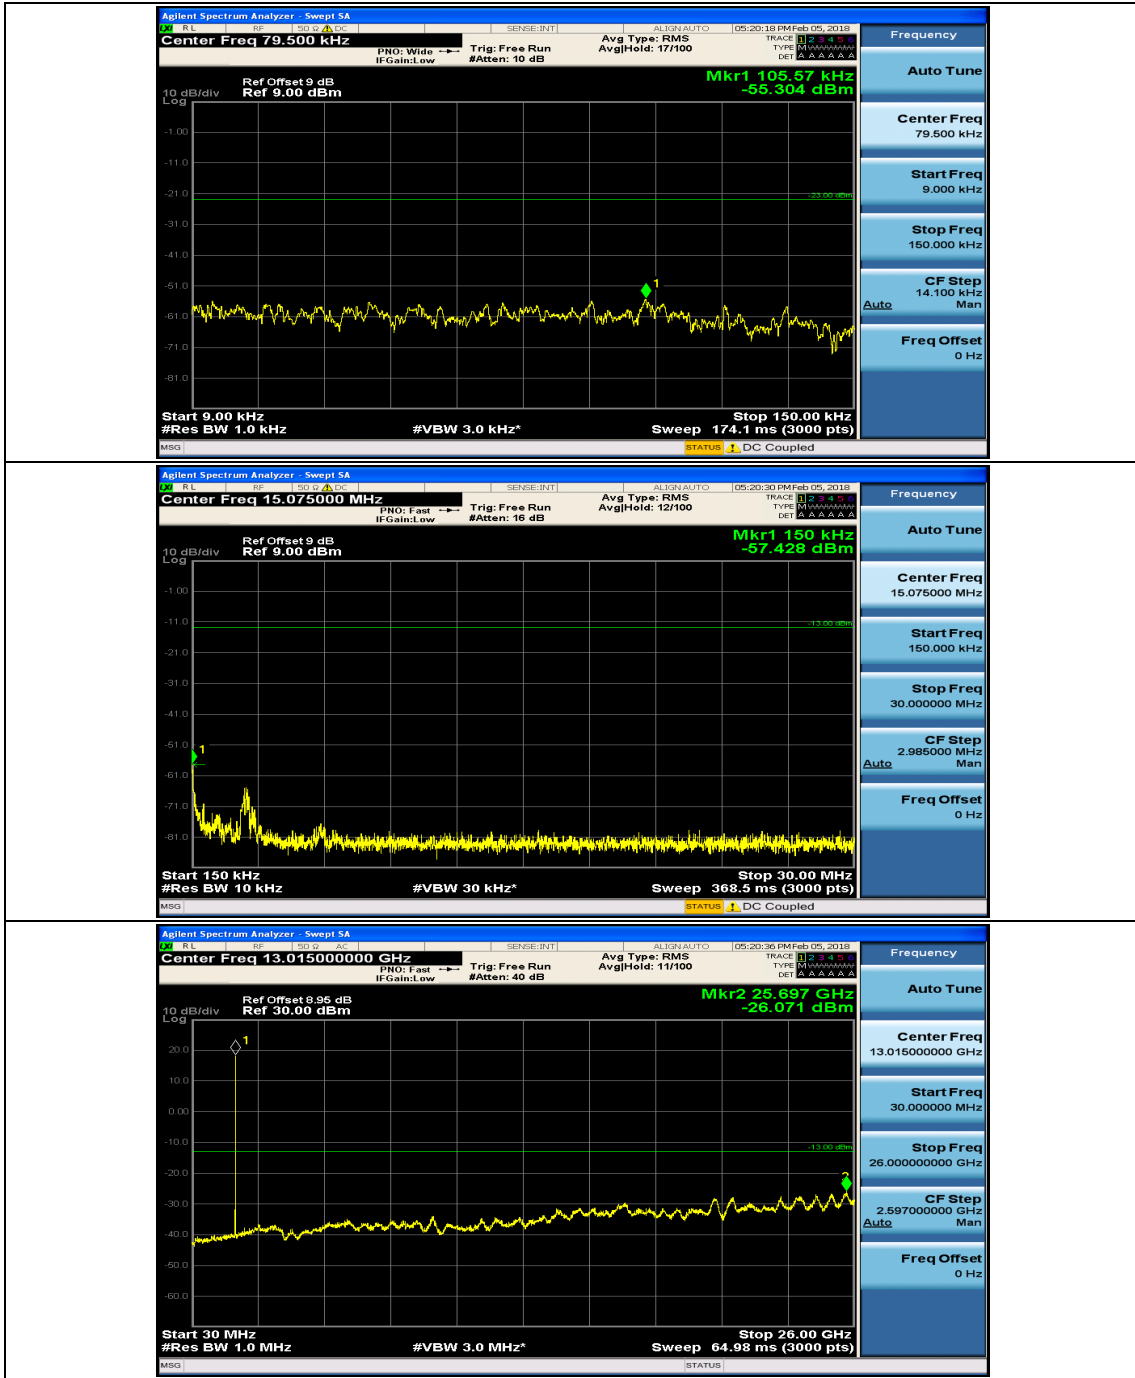 Agilent Spectrum Analyzer - Swept SA
LXI RL RF 50 Ω DC SENSE:INT ALIGN AUTO 05:20:18 PM Feb 05, 2018
Center Freq 79.500 kHz
PNO: Wide
IFGain:Low
Trig: Free Run
#Atten: 10 dB
Avg Type: RMS
Avg|Hold: 17/100
TRACE 1 2 3 4 5 6
TYPE M
DET A A A A A A
Ref Offset 9 dB
10 dB/div Ref 9.00 dBm
Log
Mkr1 105.57 kHz
-55.304 dBm
-1.00
-11.0
-21.0
-23.00 dBm
-31.0
-41.0
-51.0
1
-61.0
-71.0
-81.0
Start 9.00 kHz Stop 150.00 kHz
#Res BW 1.0 kHz #VBW 3.0 kHz* Sweep 174.1 ms (3000 pts)
MSG STATUS DC Coupled
Frequency
Auto Tune
Center Freq
79.500 kHz
Start Freq
9.000 kHz
Stop Freq
150.000 kHz
CF Step
14.100 kHz
Auto Man
Freq Offset
0 Hz
Agilent Spectrum Analyzer - Swept SA
LXI RL RF 50 Ω DC SENSE:INT ALIGN AUTO 05:20:30 PM Feb 05, 2018
Center Freq 15.075000 MHz
PNO: Fast
IFGain:Low
Trig: Free Run
#Atten: 16 dB
Avg Type: RMS
Avg|Hold: 12/100
TRACE 1 2 3 4 5 6
TYPE M
DET A A A A A A
Ref Offset 9 dB
10 dB/div Ref 9.00 dBm
Log
Mkr1 150 kHz
-57.428 dBm
-1.00
-11.0
-13.00 dBm
-21.0
-31.0
-41.0
-51.0
1
-61.0
-71.0
-81.0
Start 150 kHz Stop 30.00 MHz
#Res BW 10 kHz #VBW 30 kHz* Sweep 368.5 ms (3000 pts)
MSG STATUS DC Coupled
Frequency
Auto Tune
Center Freq
15.075000 MHz
Start Freq
150.000 kHz
Stop Freq
30.000000 MHz
CF Step
2.985000 MHz
Auto Man
Freq Offset
0 Hz
Agilent Spectrum Analyzer - Swept SA
LXI RL RF 50 Ω AC SENSE:INT ALIGN AUTO 05:20:36 PM Feb 05, 2018
Center Freq 13.015000000 GHz
PNO: Fast
IFGain:Low
Trig: Free Run
#Atten: 40 dB
Avg Type: RMS
Avg|Hold: 11/100
TRACE 1 2 3 4 5 6
TYPE M
DET A A A A A A
Ref Offset 8.95 dB
10 dB/div Ref 30.00 dBm
Log
Mkr2 25.697 GHz
-26.071 dBm
1
20.0
10.0
0.00
-10.0
-13.00 dBm
-20.0
2
-30.0
-40.0
-50.0
-60.0
Start 30 MHz Stop 26.00 GHz
#Res BW 1.0 MHz #VBW 3.0 MHz* Sweep 64.98 ms (3000 pts)
MSG STATUS
Frequency
Auto Tune
Center Freq
13.015000000 GHz
Start Freq
30.000000 MHz
Stop Freq
26.000000000 GHz
CF Step
2.597000000 GHz
Auto Man
Freq Offset
0 Hz